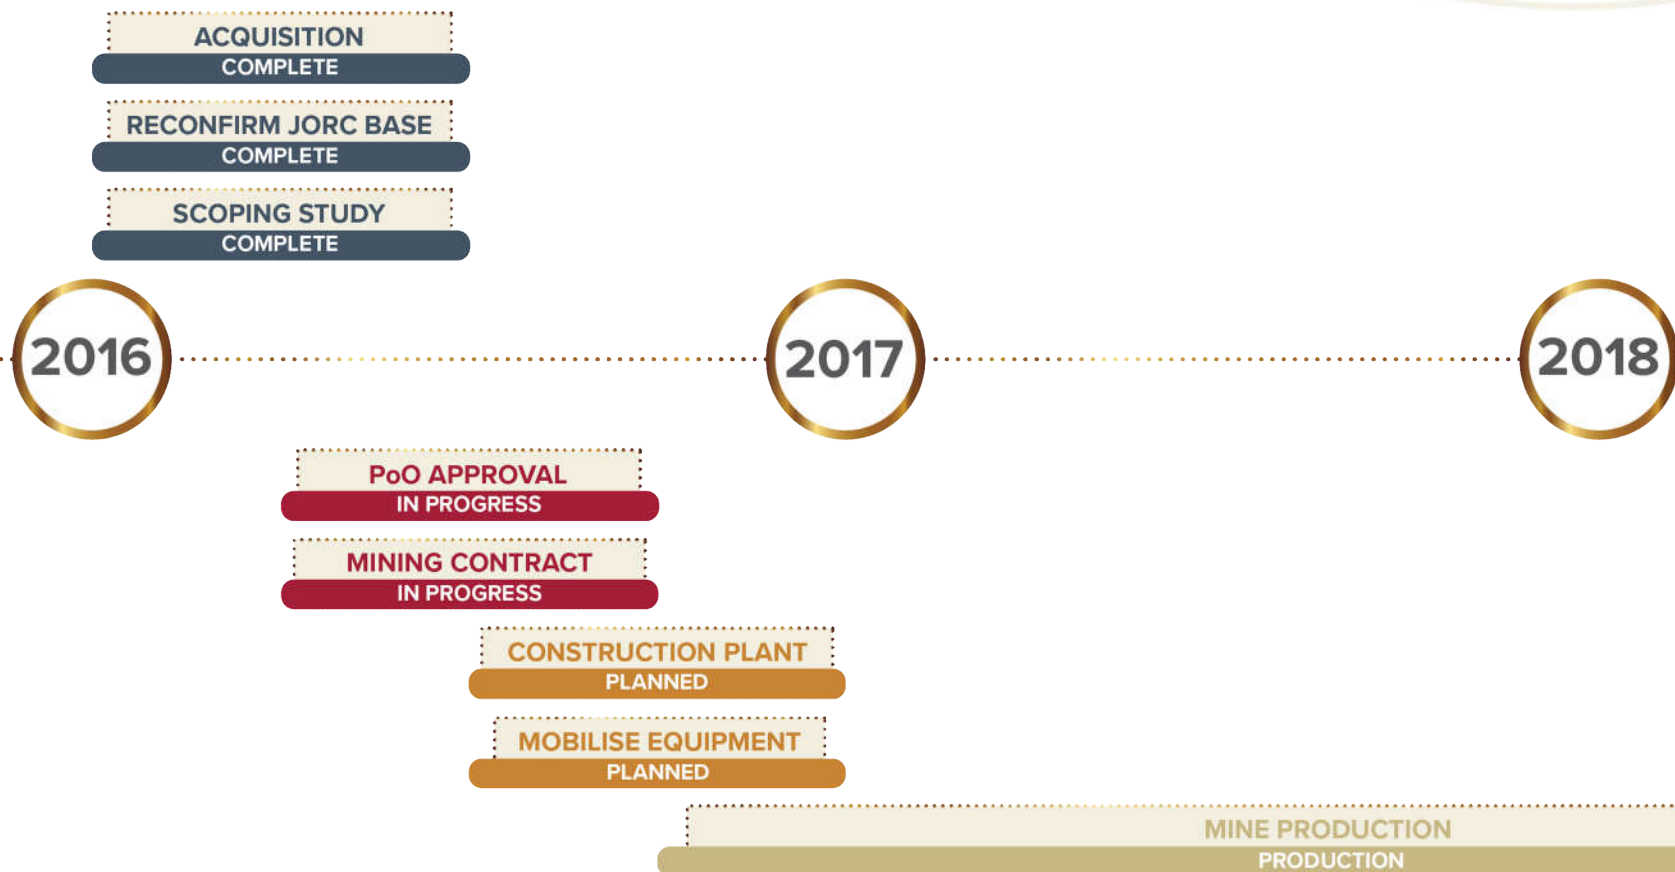 ACQUISITION
COMPLETE
RECONFIRM JORC BASE
COMPLETE
SCOPING STUDY
COMPLETE
2016
2017
2018
PoO APPROVAL
IN PROGRESS
MINING CONTRACT
IN PROGRESS
CONSTRUCTION PLANT
PLANNED
MOBILISE EQUIPMENT
PLANNED
MINE PRODUCTION
PRODUCTION